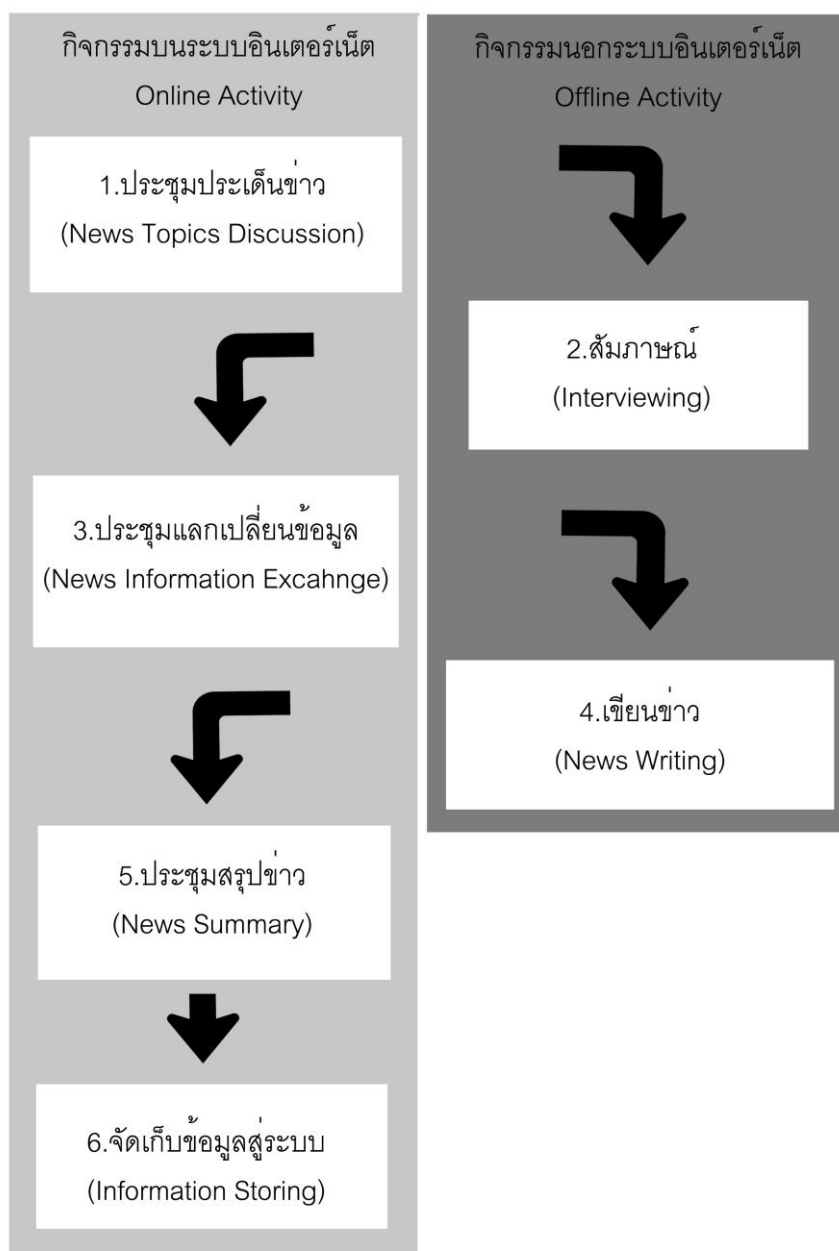 กิจกรรมบนระบบอินเตอร์เน็ต
Online Activity
1.ประชุมประเด็นข่าว
(News Topics Discussion)
3.ประชุมแลกเปลี่ยนข้อมูล
(News Information Excahnge)
5.ประชุมสรุปข่าว
(News Summary)
6.จัดเก็บข้อมูลสู่ระบบ
(Information Storing)
กิจกรรมนอกระบบอินเตอร์เน็ต
Offline Activity
2.สัมภาษณ์
(Interviewing)
4.เขียนข่าว
(News Writing)